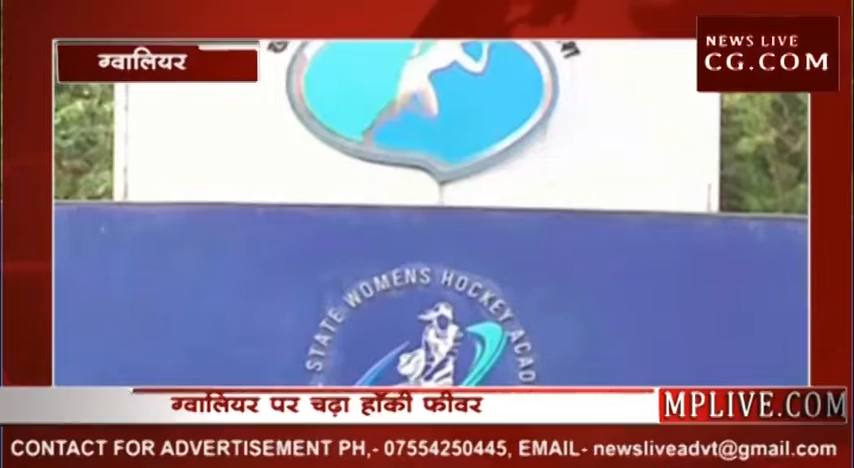 ग्वालियर
NEWS LIVE
CG.COM
STATE WOMENS HOCKEY
ग्वालियर पर चढ़ा हॉकी फीवर
MPLIVE.COM
CONTACT FOR ADVERTISEMENT PH,- 07554250445, EMAIL- newsliveadvt@gmail.com